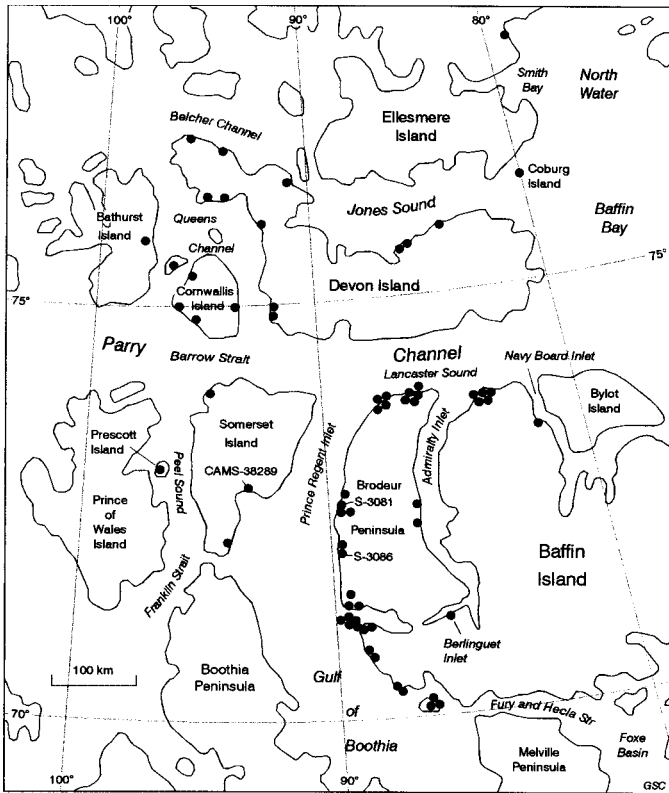 100°
90°
80°
75°
Smith
Bay
North
Water
Belcher Channel
Ellesmere
Island
Coburg
Island
Bathurst
Island
Queens
Channel
Jones Sound
Baffin
Bay
75°
Cornwallis
Island
Devon Island
75°
Parry
Barrow Strait
Channel
Lancaster Sound
Navy Board Inlet
Bylot
Island
Prescott
Island
Peel Sound
Somerset
Island
CAMS-38289
Prince Regent Inlet
Admiralty Inlet
Brodeur
S-3081
Peninsula
S-3086
Prince
of
Wales
Island
Baffin
Island
Franklin Strait
Berlinguet
Inlet
100 km
Boothia
Peninsula
Gulf
of
Boothia
Fury and Hecla Str
70°
70°
Foxe
Basin
Melville
Peninsula
100°
90°
80°
GSC